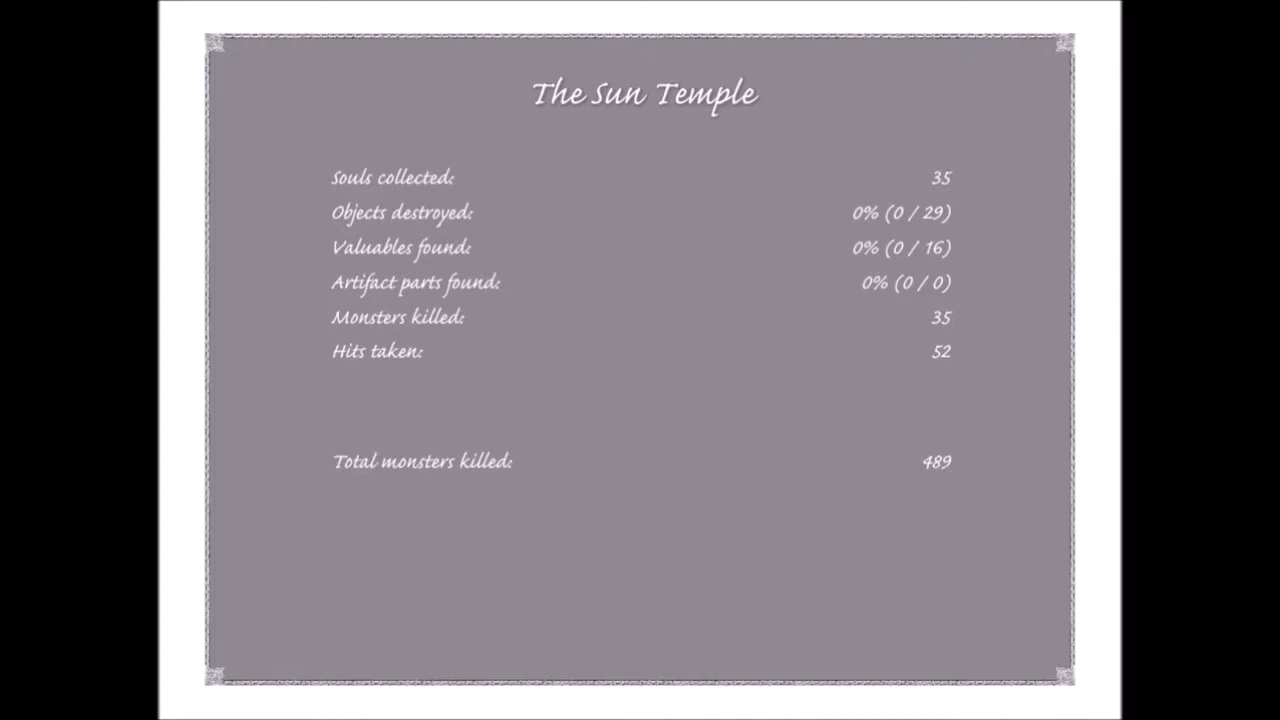 The Sun Temple
Souls collected: 35
Objects destroyed: 0% (0 / 29)
Valuables found: 0% (0 / 16)
Artifact parts found: 0% (0 / 0)
Monsters killed: 35
Hits taken: 52
Total monsters killed: 489